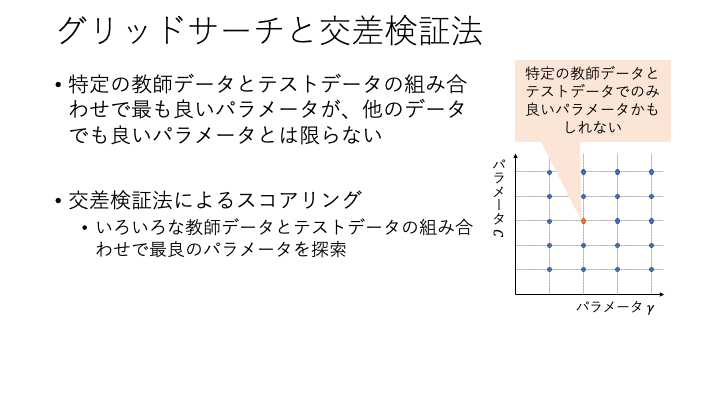 グリッドサーチと交差検証法
• 特定の教師データとテストデータの組み合
わせで最も良いパラメータが、他のデータ
でも良いパラメータとは限らない
• 交差検証法によるスコアリング
• いろいろな教師データとテストデータの組み合
わせで最良のパラメータを探索
特定の教師データと
テストデータでのみ
良いパラメータかも
しれない
パラメータ C
パラメータ γ